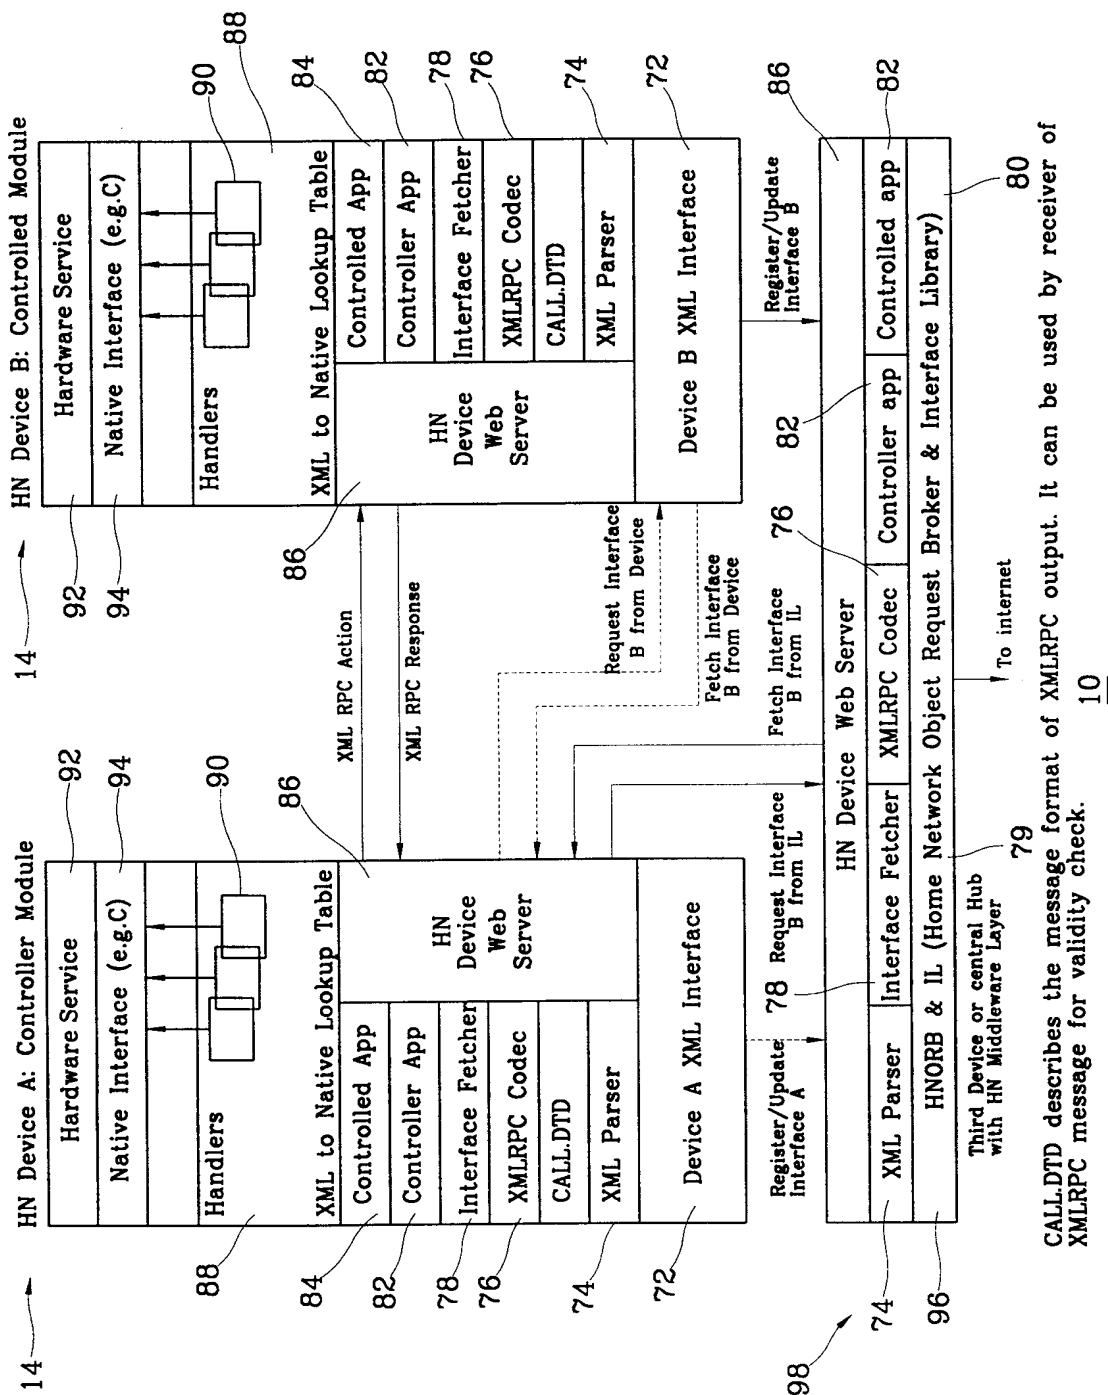 14
HN Device A: Controller Module
Hardware Service
92
Native Interface (e.g.C)
94
Handlers
90
88
XML to Native Lookup Table
84
Controlled App
82
Controller App
78
Interface Fetcher
76
XMLRPC Codec
CALL.DTD
74
XML Parser
HN
Device
Web
Server
86
72
Device A XML Interface
XML RPC Action
XML RPC Response
Request Interface
B from Device
Fetch Interface
B from Device
14
HN Device B: Controlled Module
92
Hardware Service
94
Native Interface (e.g.C)
Handlers
90
88
XML to Native Lookup Table
86
HN
Device
Web
Server
Controlled App
84
Controller App
82
Interface Fetcher
78
XMLRPC Codec
76
CALL.DTD
XML Parser
74
Device B XML Interface
72
Register/Update
Interface A
Request Interface
B from IL
Fetch Interface
B from IL
Register/Update
Interface B
98
HN Device Web Server
86
74
XML Parser
78
Interface Fetcher
XMLRPC Codec
76
Controller app
82
Controlled app
82
96
HNORB & IL (Home Network Object Request Broker & Interface Library)
80
79
Third Device or central Hub
with HN Middleware Layer
To internet
CALL.DTD describes the message format of XMLRPC output. It can be used by receiver of
XMLRPC message for validity check.
10